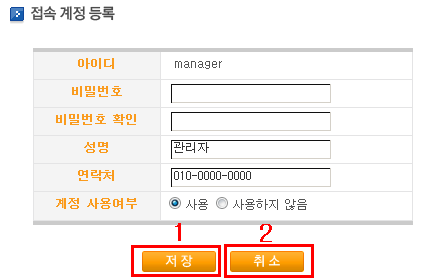 접속 계정 등록
아이디 manager
비밀번호
비밀번호 확인
성명 관리자
연락처 010-0000-0000
계정 사용여부 사용 사용하지 않음
1 2
저장 취소